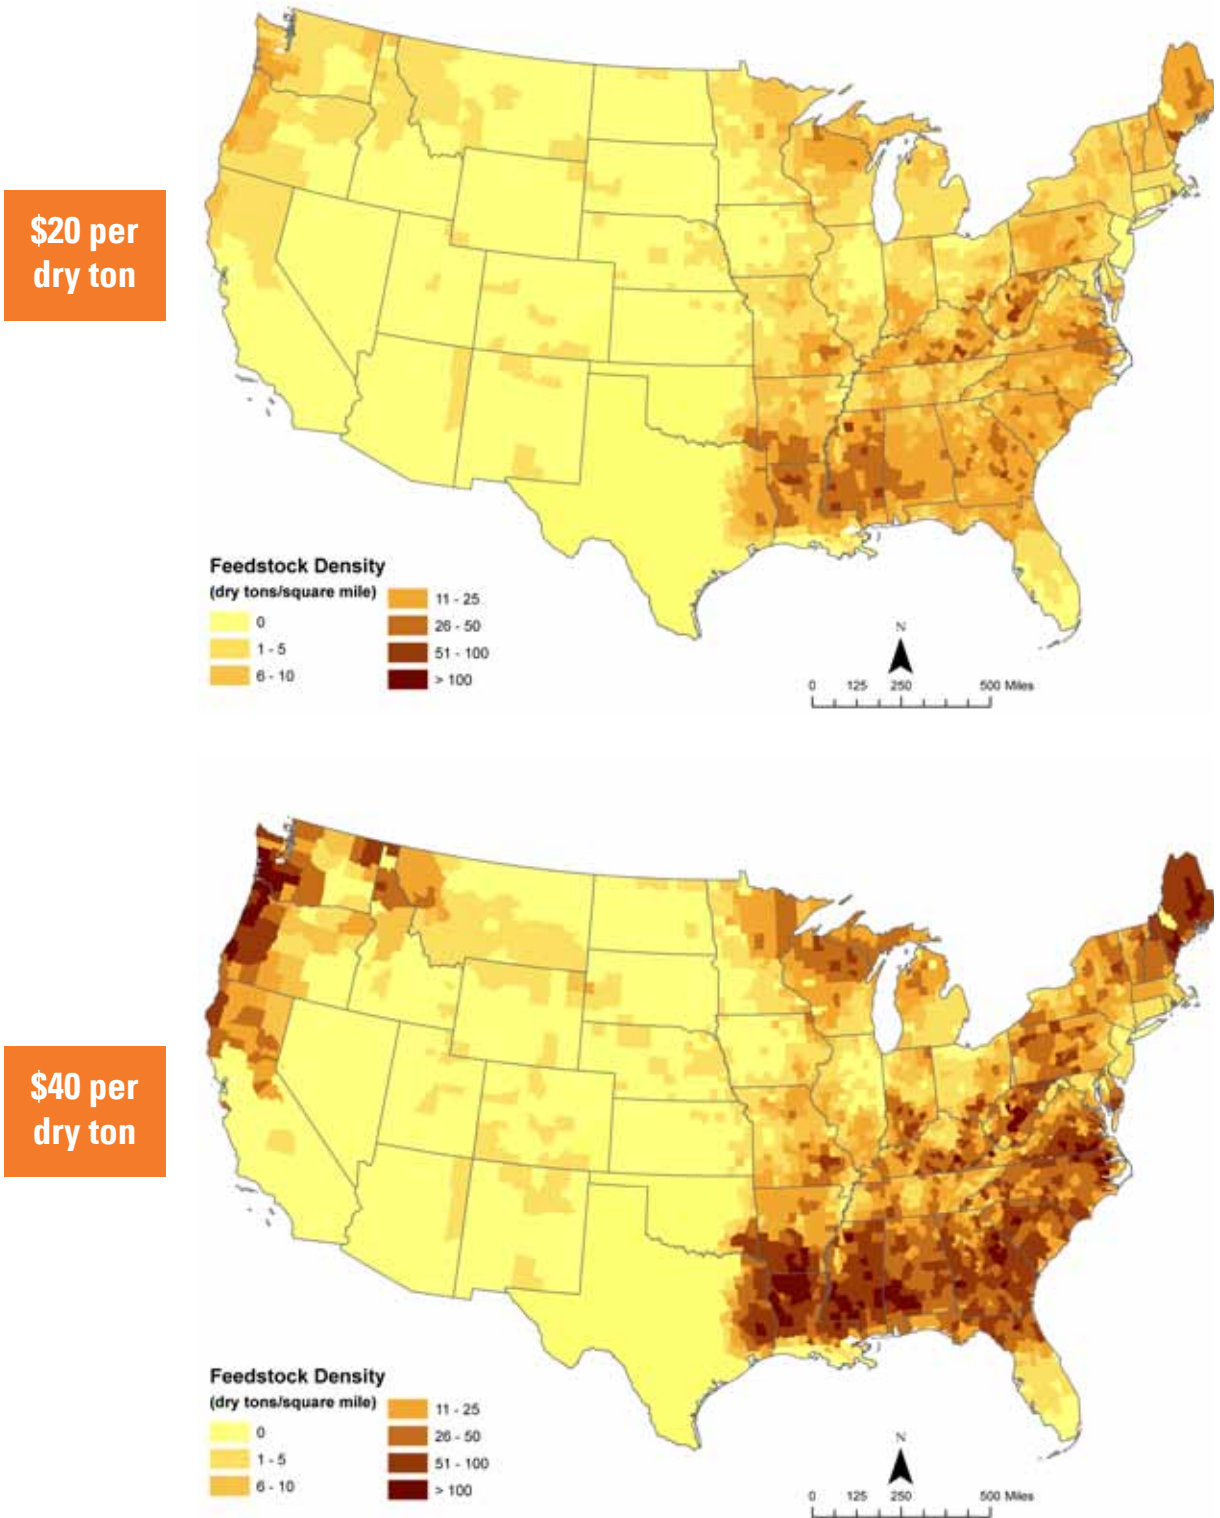 $20 per
dry ton
Feedstock Density
(dry tons/square mile)
0
1 - 5
6 - 10
11 - 25
26 - 50
51 - 100
> 100
N
0 125 250 500 Miles
$40 per
dry ton
Feedstock Density
(dry tons/square mile)
0
1 - 5
6 - 10
11 - 25
26 - 50
51 - 100
> 100
N
0 125 250 500 Miles